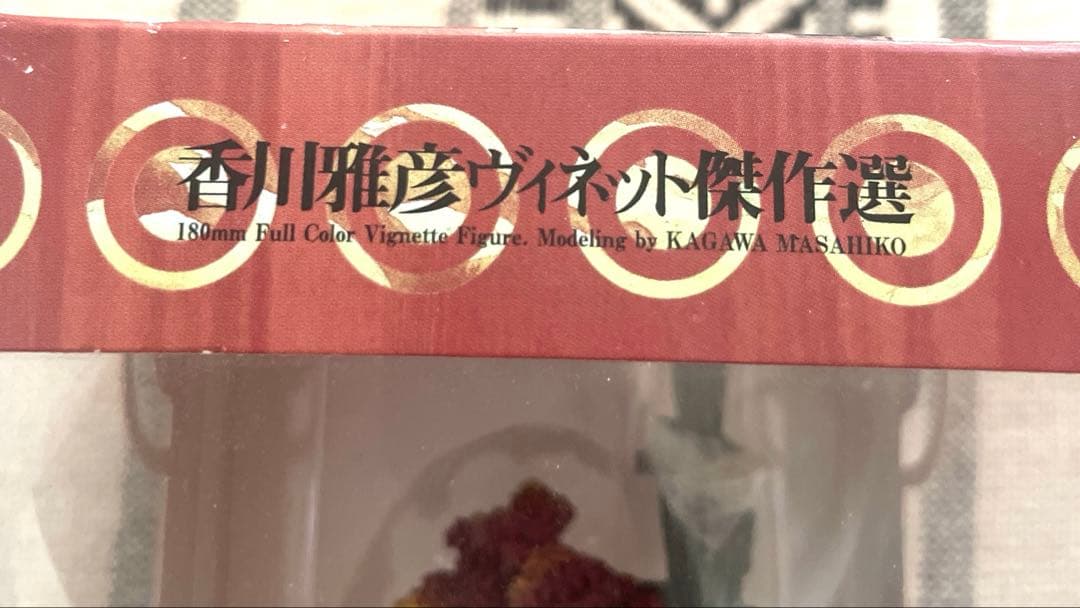 香川雅彦ヴィネット傑作選
180mm Full Color Vignette Figure. Modeling by KAGAWA MASAHIKO